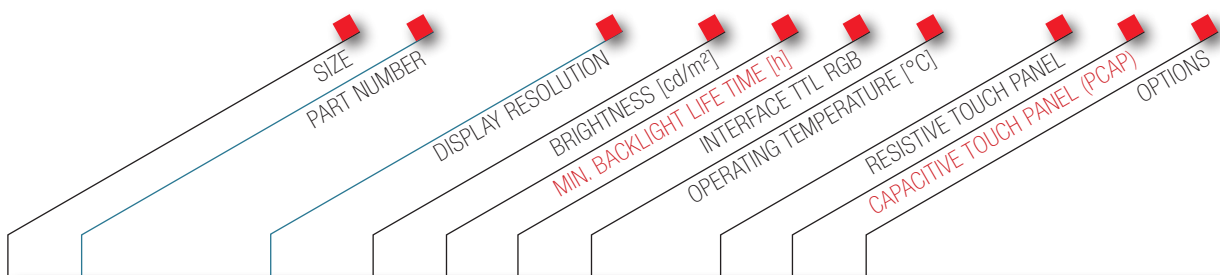 SIZE
PART NUMBER
DISPLAY RESOLUTION
BRIGHTNESS [cd/m²]
MIN. BACKLIGHT LIFE TIME [h]
INTERFACE TTL RGB
OPERATING TEMPERATURE [°C]
RESISTIVE TOUCH PANEL
CAPACITIVE TOUCH PANEL (PCAP)
OPTIONS